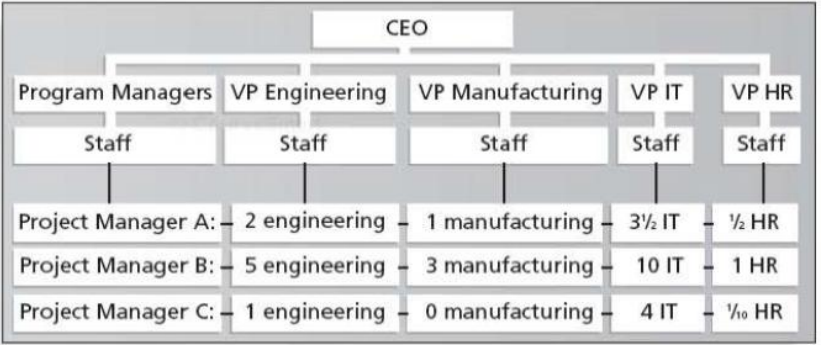 CEO
Program Managers VP Engineering VP Manufacturing VP IT VP HR
Staff Staff Staff Staff Staff
Project Manager A: 2 engineering 1 manufacturing 3½ IT ½ HR
Project Manager B: 5 engineering 3 manufacturing 10 IT 1 HR
Project Manager C: 1 engineering 0 manufacturing 4 IT ⅒ HR